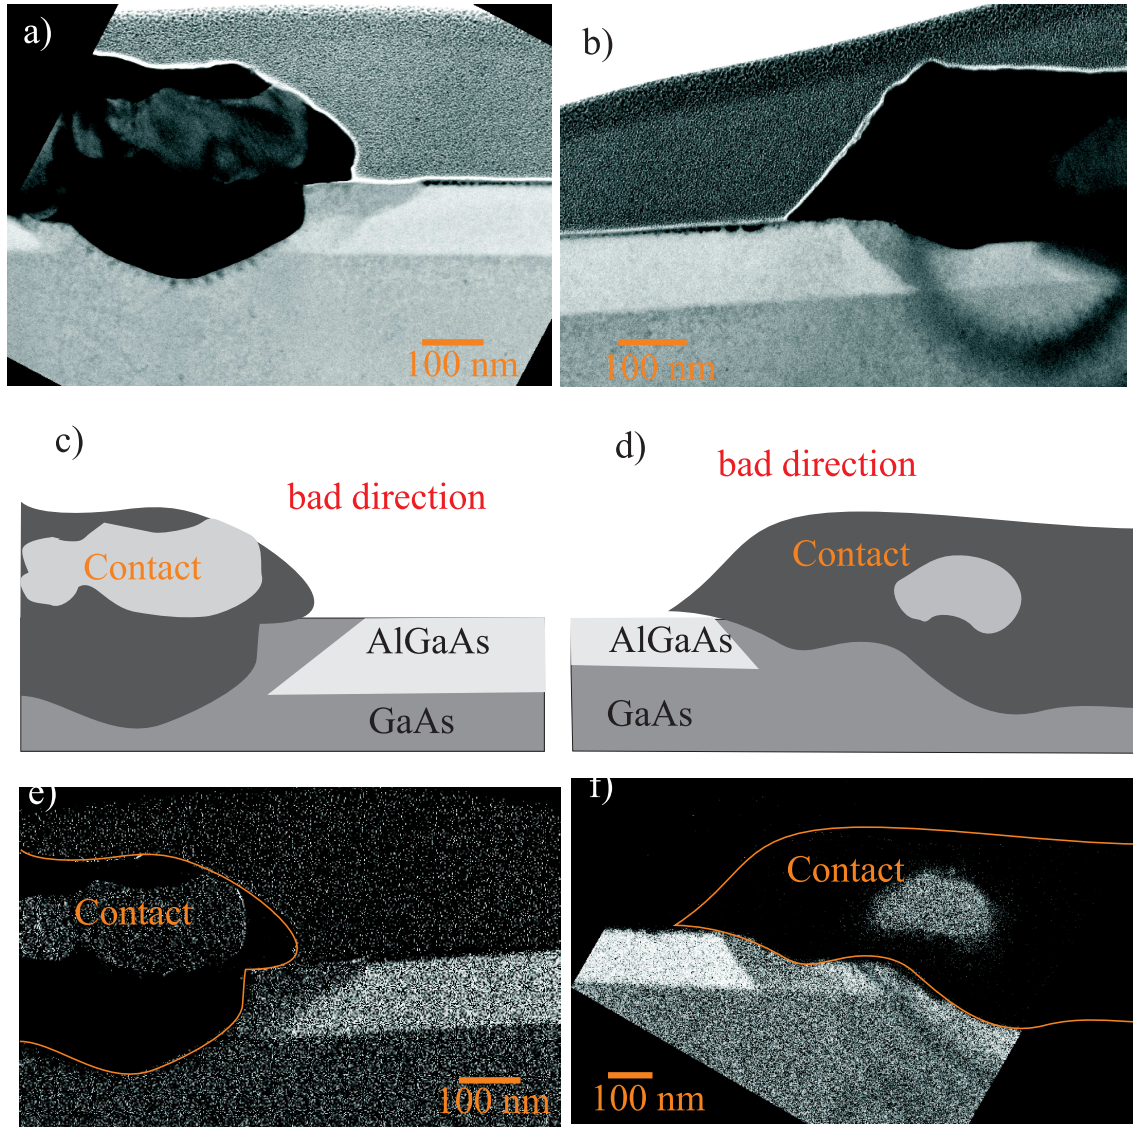 a)
b)
100 nm
100 nm
c)
d)
bad direction
bad direction
Contact
Contact
AlGaAs
AlGaAs
GaAs
GaAs
e)
f)
Contact
Contact
100 nm
100 nm